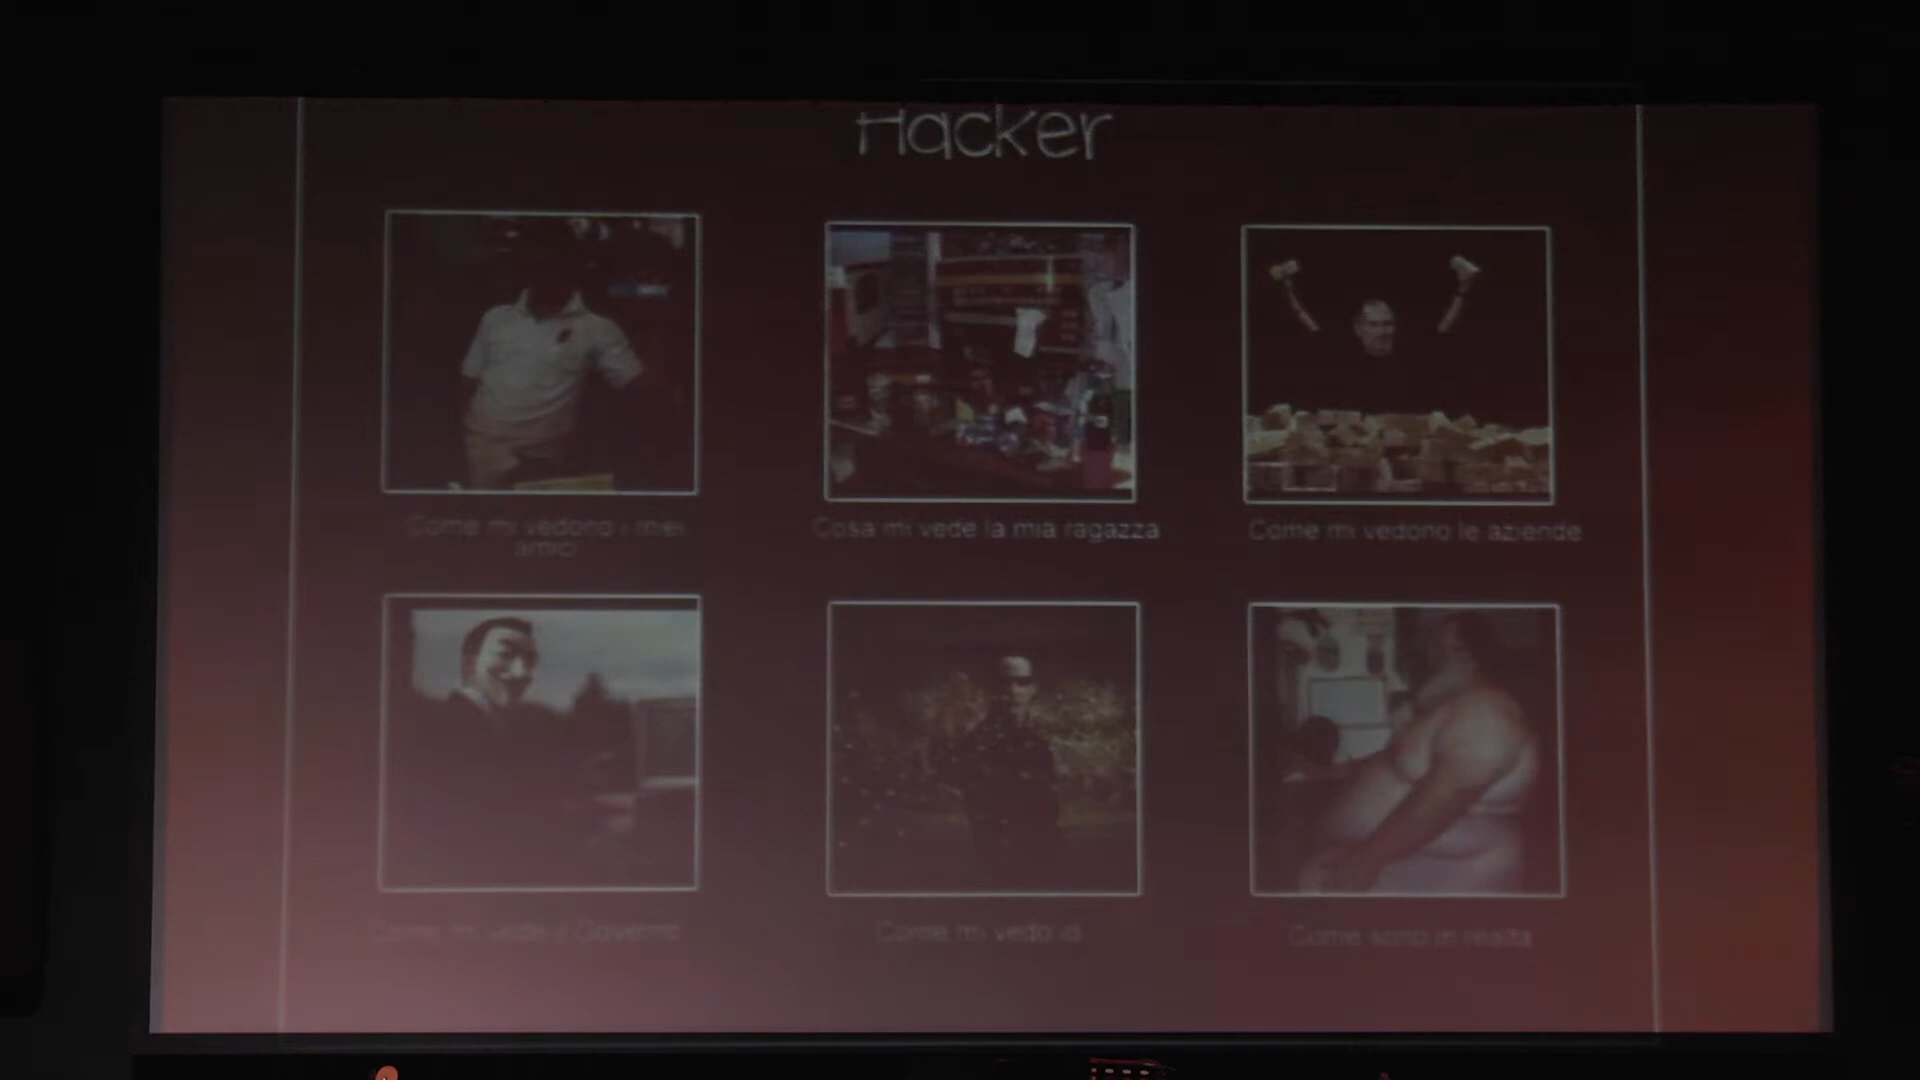 Hacker
Come mi vedono i miei
amici
Cosa mi vede la mia ragazza
Come mi vedono le aziende
Come mi vede il Governo
Come mi vedo io
Come sono in realta